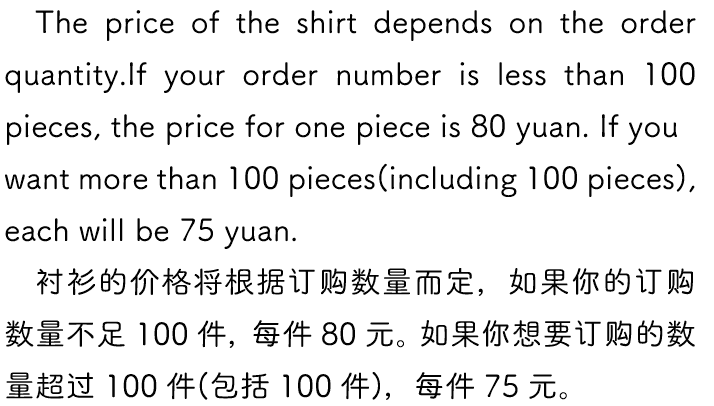 The price of the shirt depends on the order
quantity.If your order number is less than 100
pieces, the price for one piece is 80 yuan. If you
want more than 100 pieces(including 100 pieces),
each will be 75 yuan.
衬衫的价格将根据订购数量而定，如果你的订购
数量不足 100 件, 每件 80 元。如果你想要订购的数
量超过 100 件(包括 100 件)，每件 75 元。